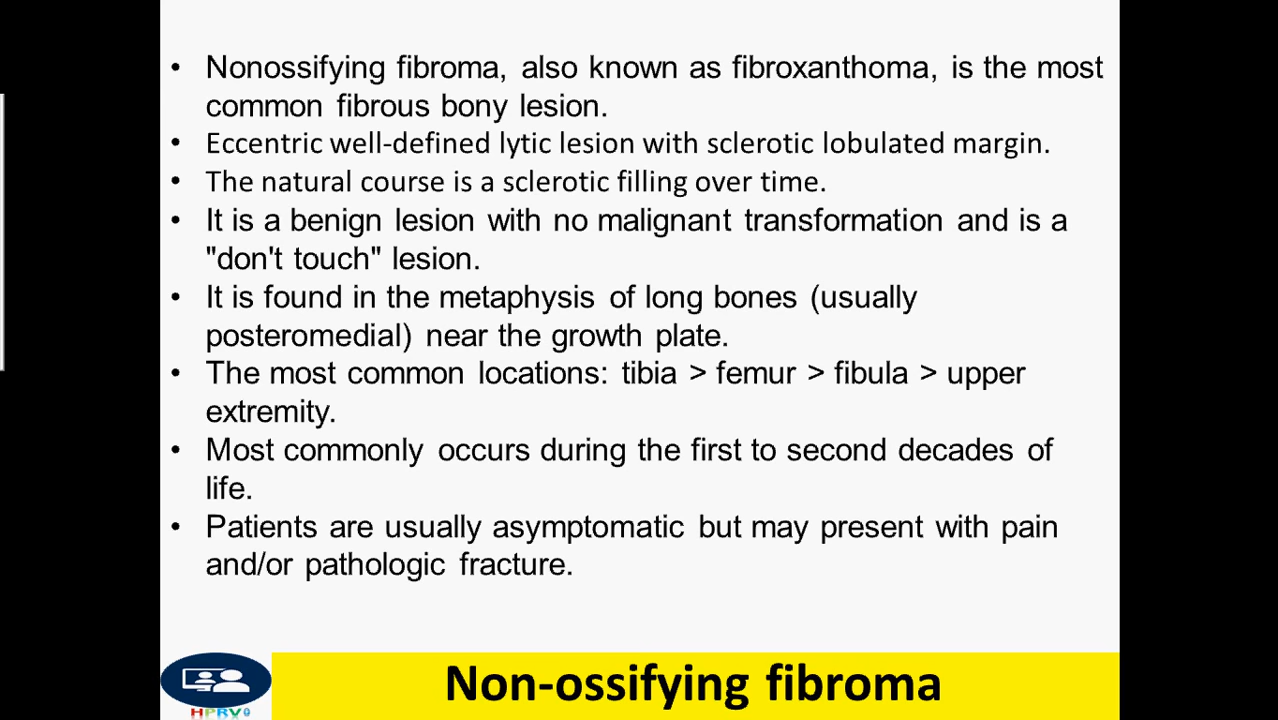 • Nonossifying fibroma, also known as fibroxanthoma, is the most
common fibrous bony lesion.
• Eccentric well-defined lytic lesion with sclerotic lobulated margin.
• The natural course is a sclerotic filling over time.
• It is a benign lesion with no malignant transformation and is a
"don't touch" lesion.
• It is found in the metaphysis of long bones (usually
posteromedial) near the growth plate.
• The most common locations: tibia > femur > fibula > upper
extremity.
• Most commonly occurs during the first to second decades of
life.
• Patients are usually asymptomatic but may present with pain
and/or pathologic fracture.
Non-ossifying fibroma
HPRV